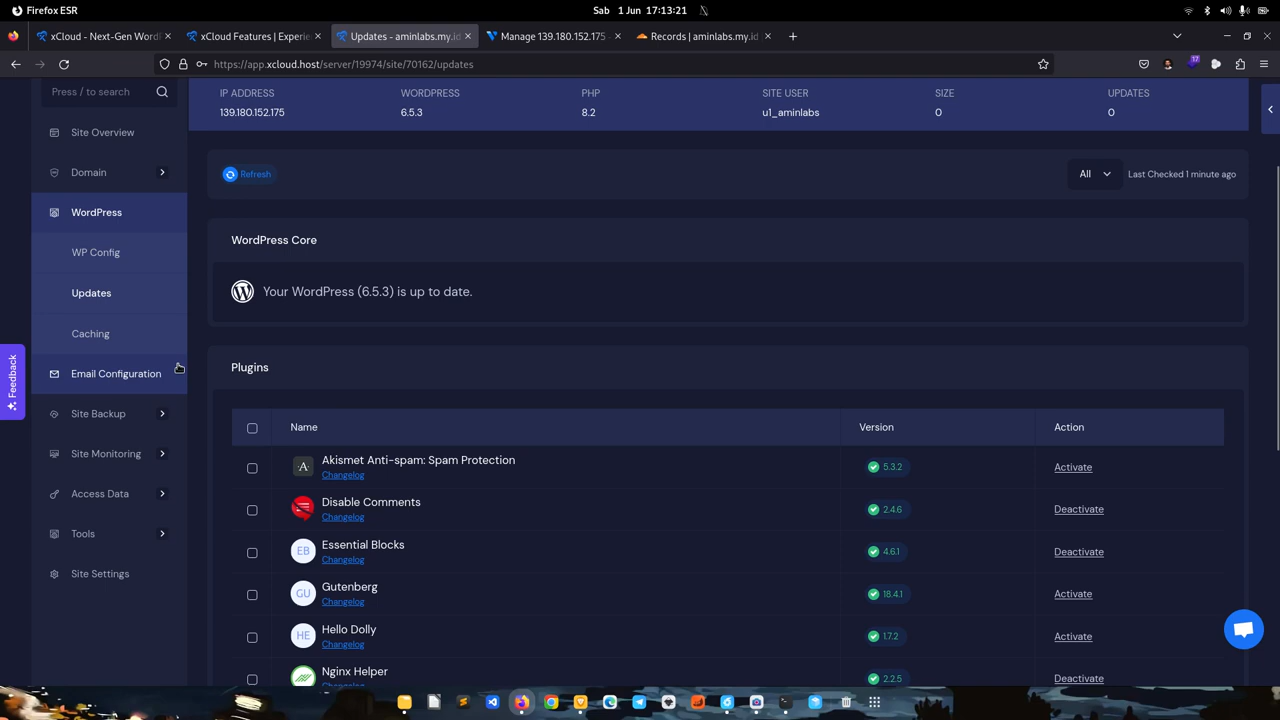 Firefox ESR
Sab 1 Jun 17:13:21
xCloud - Next-Gen WordP
xCloud Features | Experie
Updates - aminlabs.my.id
Manage 139.180.152.175
Records | aminlabs.my.id
https://app.xcloud.host/server/19974/site/70162/updates
17
Press / to search
IP ADDRESS WORDPRESS PHP SITE USER SIZE UPDATES
139.180.152.175 6.5.3 8.2 u1_aminlabs 0 0
Site Overview
Domain
WordPress
WP Config
Updates
Caching
Email Configuration
Site Backup
Site Monitoring
Access Data
Tools
Site Settings
Feedback
Refresh
All
Last Checked 1 minute ago
WordPress Core
Your WordPress (6.5.3) is up to date.
Plugins
Name Version Action
A Akismet Anti-spam: Spam Protection 5.3.2 Activate
Changelog
Disable Comments 2.4.6 Deactivate
Changelog
EB Essential Blocks 4.6.1 Deactivate
Changelog
GU Gutenberg 18.4.1 Activate
Changelog
HE Hello Dolly 1.7.2 Activate
Changelog
Nginx Helper 2.2.5 Deactivate
Changelog